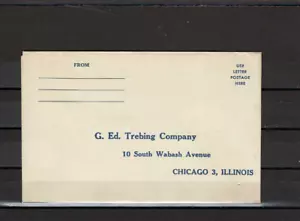 FROM
USE
LETTER
POSTAGE
HERE
G. Ed. Trebing Company
10 South Wabash Avenue
CHICAGO 3, ILLINOIS